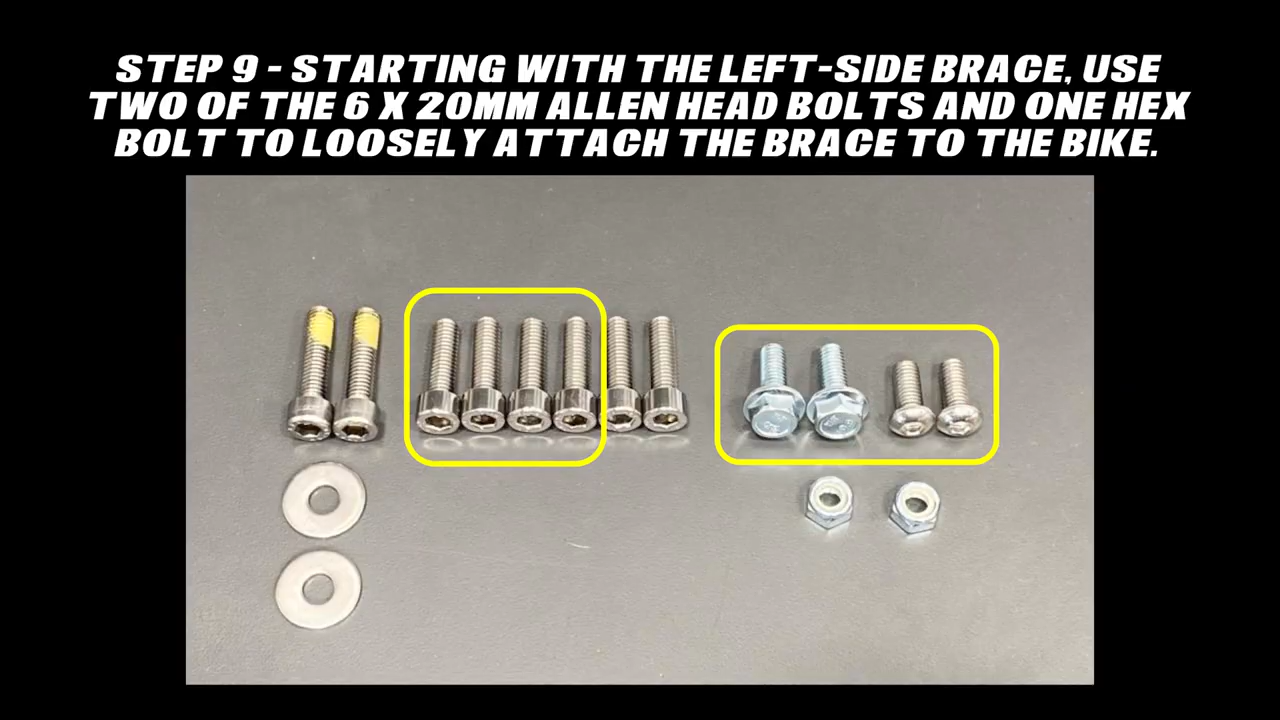 STEP 9 - STARTING WITH THE LEFT-SIDE BRACE, USE
TWO OF THE 6 X 20MM ALLEN HEAD BOLTS AND ONE HEX
BOLT TO LOOSELY ATTACH THE BRACE TO THE BIKE.